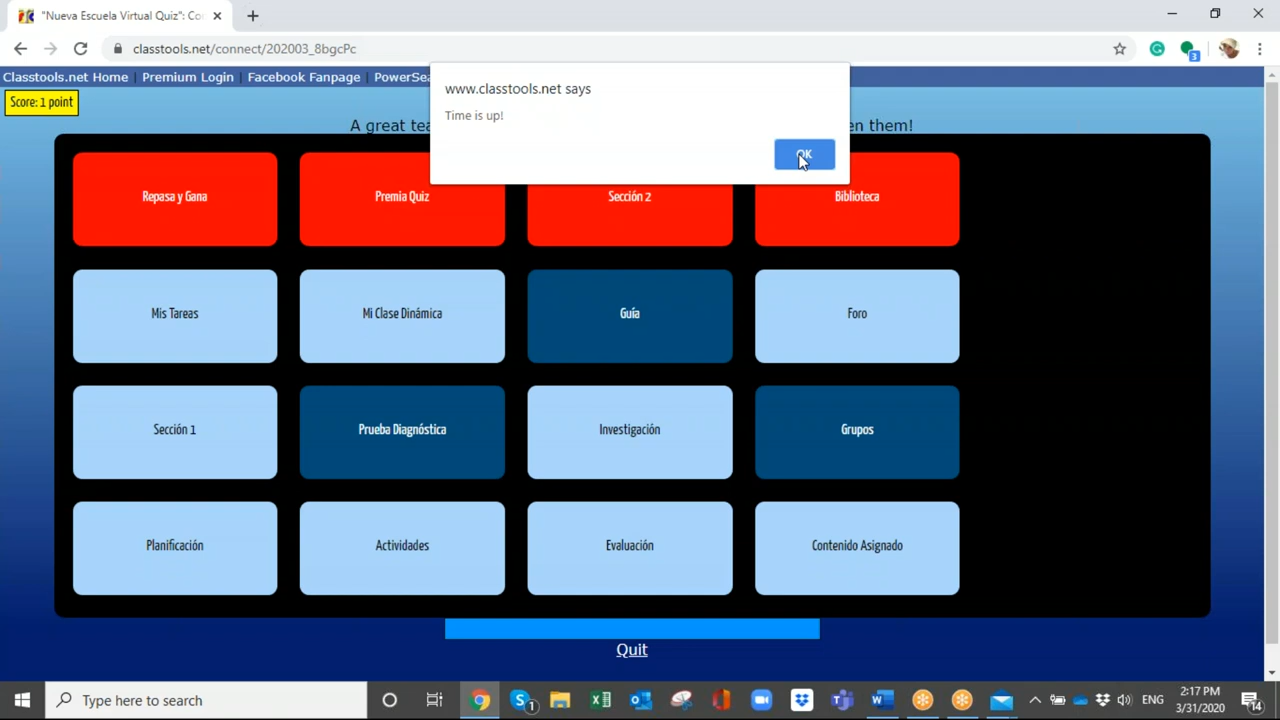 "Nueva Escuela Virtual Quiz": Co
classtools.net/connect/202003_8bgcPc
3
Classtools.net Home | Premium Login | Facebook Fanpage | PowerSea
www.classtools.net says
Time is up!
OK
Score: 1 point
A great tea
en them!
Repasa y Gana
Premia Quiz
Sección 2
Biblioteca
Mis Tareas
Mi Clase Dinámica
Guía
Foro
Sección 1
Prueba Diagnóstica
Investigación
Grupos
Planificación
Actividades
Evaluación
Contenido Asignado
Quit
Type here to search
1
ENG
2:17 PM
3/31/2020
14